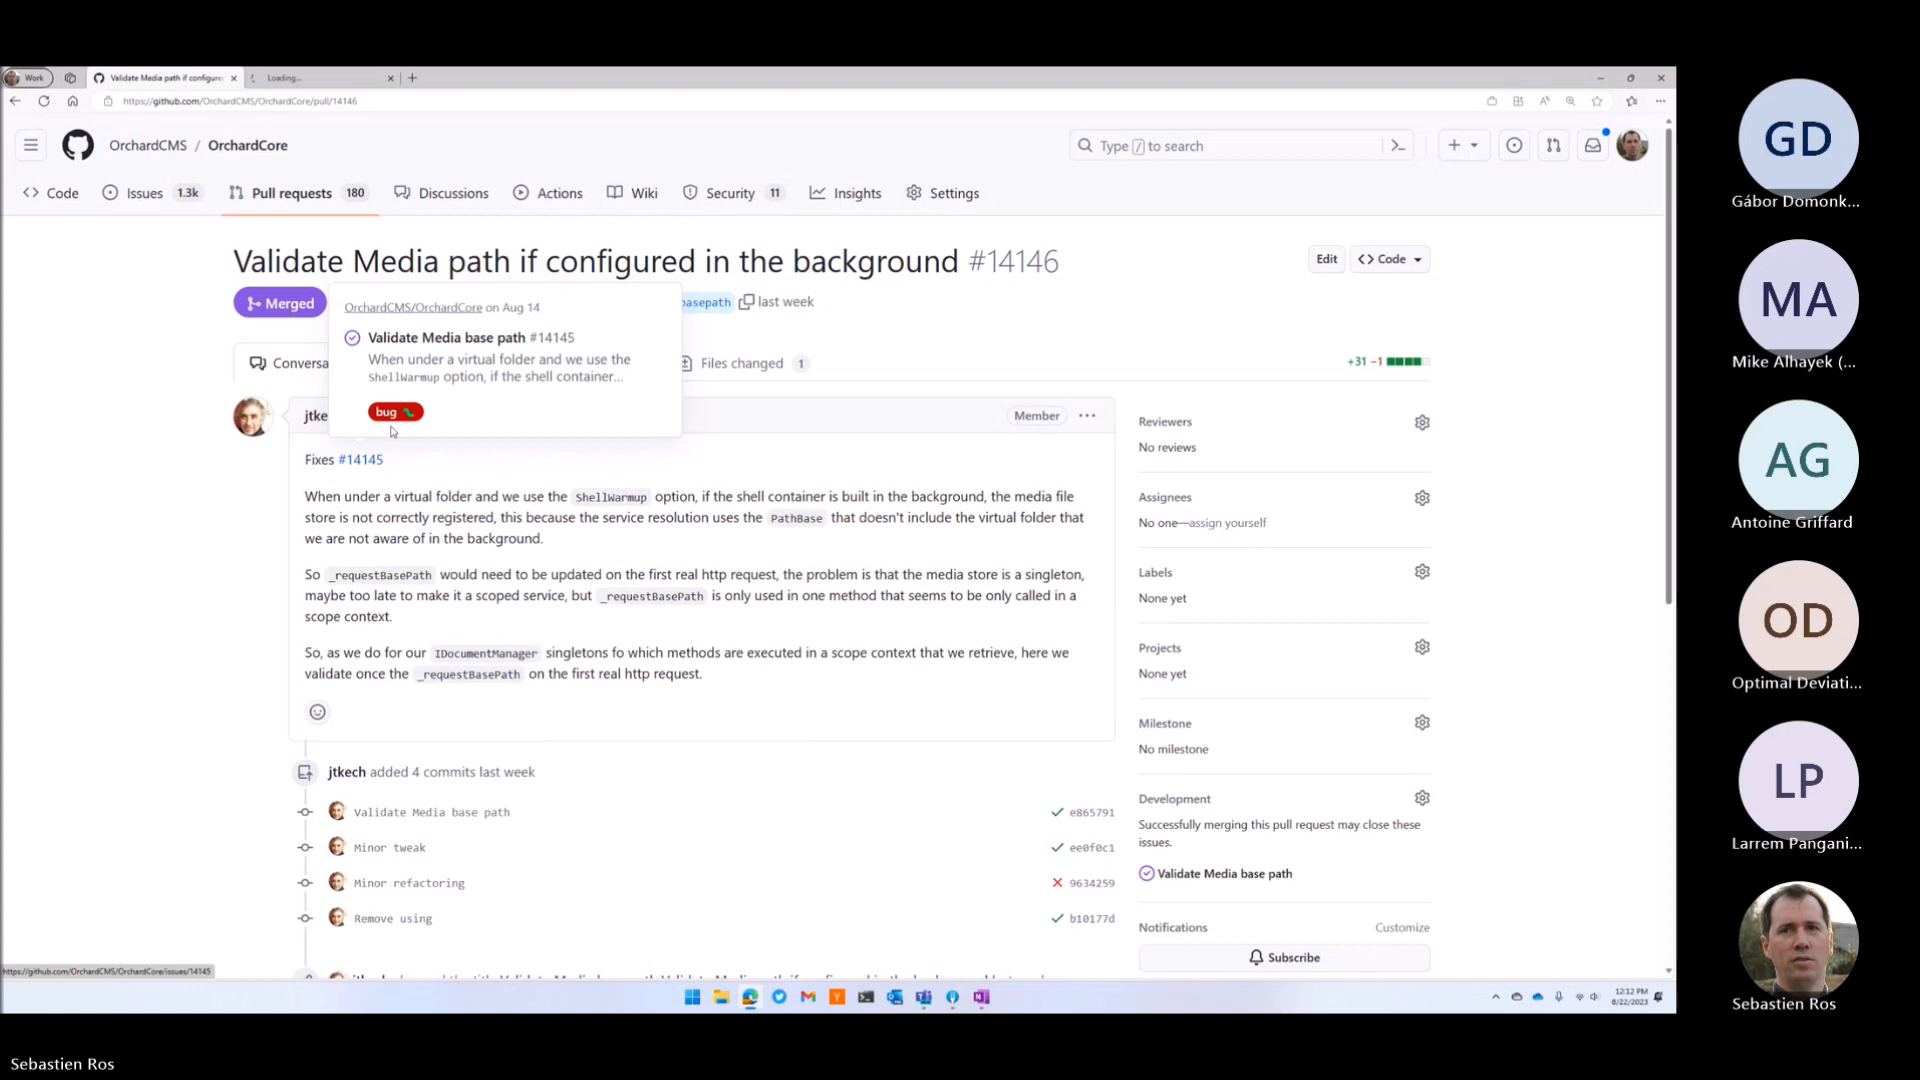 Work
Validate Media path if configure
Loading...
https://github.com/OrchardCMS/OrchardCore/pull/14146
OrchardCMS / OrchardCore
Type / to search
Code
Issues 1.3k
Pull requests 180
Discussions
Actions
Wiki
Security 11
Insights
Settings
Validate Media path if configured in the background #14146
Edit
Code
Merged
OrchardCMS/OrchardCore on Aug 14
asepath
last week
Validate Media base path #14145
When under a virtual folder and we use the
ShellWarmup option, if the shell container...
bug
Conversa
Files changed 1
+31 −1
jtke
Member
Fixes #14145
When under a virtual folder and we use the ShellWarmup option, if the shell container is built in the background, the media file
store is not correctly registered, this because the service resolution uses the PathBase that doesn't include the virtual folder that
we are not aware of in the background.
So _requestBasePath would need to be updated on the first real http request, the problem is that the media store is a singleton,
maybe too late to make it a scoped service, but _requestBasePath is only used in one method that seems to be only called in a
scope context.
So, as we do for our IDocumentManager singletons fo which methods are executed in a scope context that we retrieve, here we
validate once the _requestBasePath on the first real http request.
jtkech added 4 commits last week
Validate Media base path e865791
Minor tweak ee0f0c1
Minor refactoring 9634259
Remove using b10177d
Reviewers
No reviews
Assignees
No one—assign yourself
Labels
None yet
Projects
None yet
Milestone
No milestone
Development
Successfully merging this pull request may close these
issues.
Validate Media base path
Notifications
Customize
Subscribe
https://github.com/OrchardCMS/OrchardCore/issues/14145
12:12 PM
8/22/2023
GD
Gábor Domonk...
MA
Mike Alhayek (...
AG
Antoine Griffard
OD
Optimal Deviati...
LP
Larrem Pangani...
Sebastien Ros
Sebastien Ros